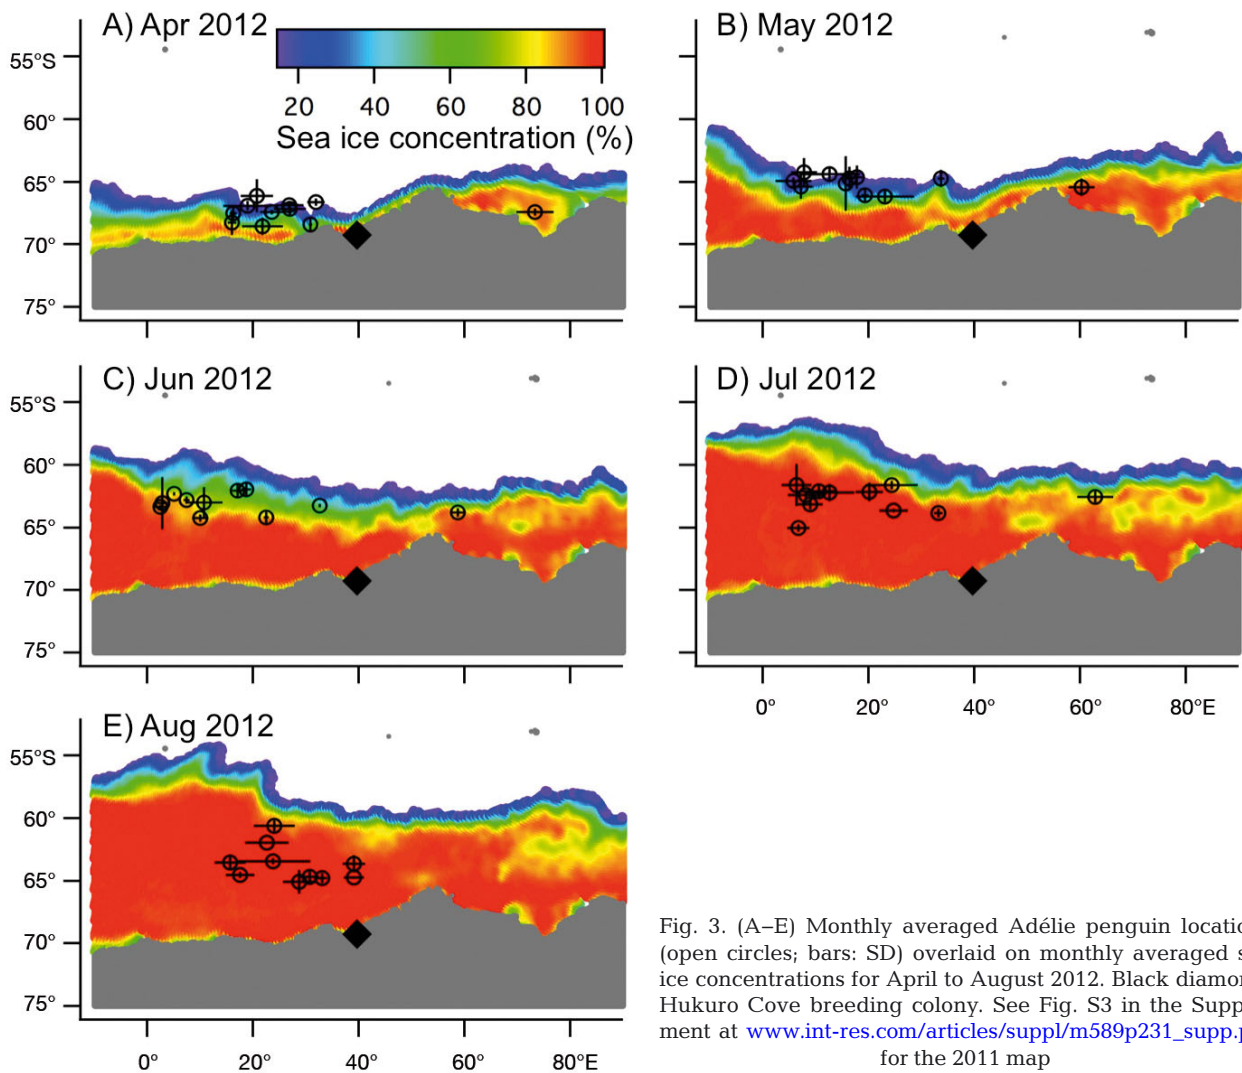 A) Apr 2012
20 40 60 80 100
Sea ice concentration (%)
55°S
60°
65°
70°
75°
B) May 2012
C) Jun 2012
55°S
60°
65°
70°
75°
D) Jul 2012
0° 20° 40° 60° 80°E
E) Aug 2012
55°S
60°
65°
70°
75°
0° 20° 40° 60° 80°E
Fig. 3. (A–E) Monthly averaged Adélie penguin locatio
(open circles; bars: SD) overlaid on monthly averaged s
ice concentrations for April to August 2012. Black diamon
Hukuro Cove breeding colony. See Fig. S3 in the Supp
ment at www.int-res.com/articles/suppl/m589p231_supp.p
for the 2011 map